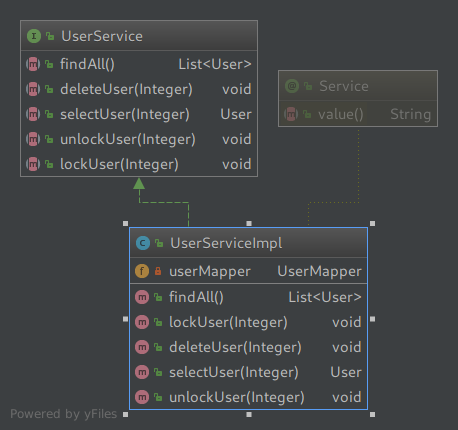 UserService
findAll() List<User>
deleteUser(Integer) void
selectUser(Integer) User
unlockUser(Integer) void
lockUser(Integer) void
Service
value() String
UserServiceImpl
userMapper UserMapper
findAll() List<User>
lockUser(Integer) void
deleteUser(Integer) void
selectUser(Integer) User
unlockUser(Integer) void
Powered by yFiles